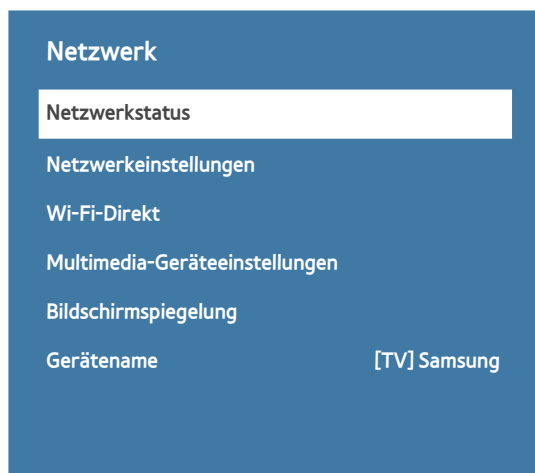 Netzwerk
Netzwerkstatus
Netzwerkeinstellungen
Wi-Fi-Direkt
Multimedia-Geräteeinstellungen
Bildschirmspiegelung
Gerätename [TV] Samsung